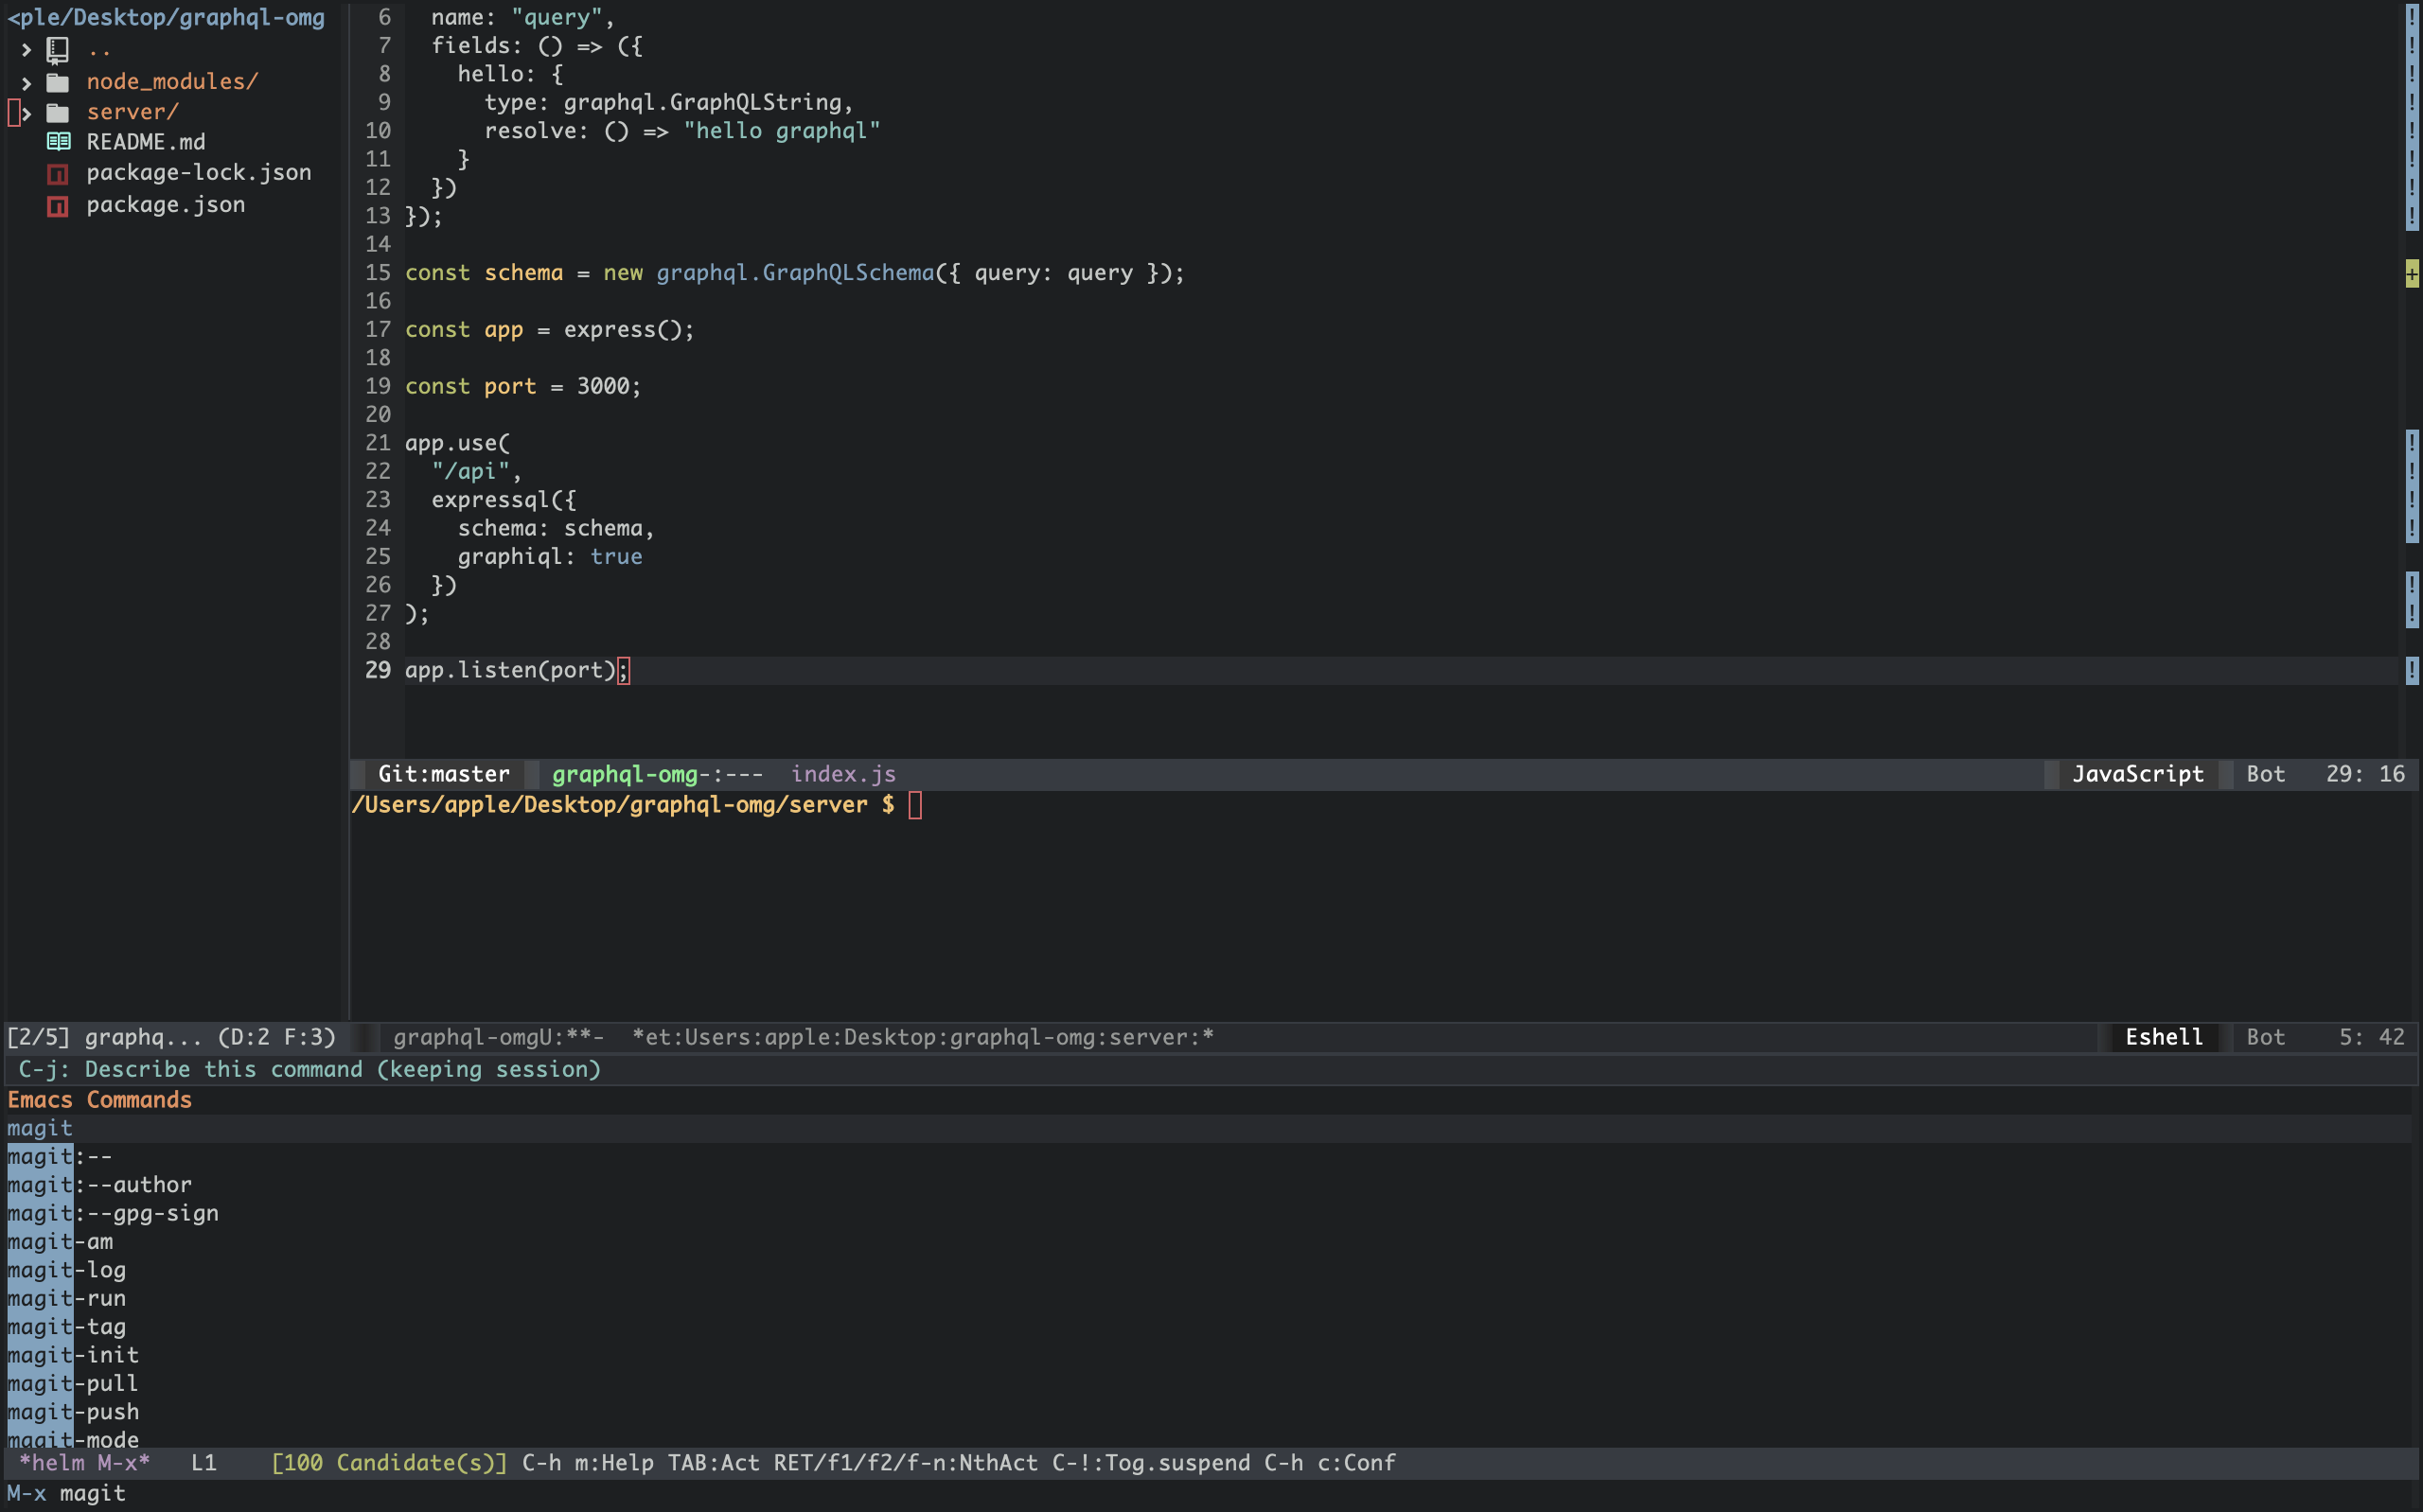 <ple/Desktop/graphql-omg
..
node_modules/
server/
README.md
package-lock.json
package.json
6   name: "query",
7   fields: () => ({
8     hello: {
9       type: graphql.GraphQLString,
10       resolve: () => "hello graphql"
11     }
12   })
13 });
14
15 const schema = new graphql.GraphQLSchema({ query: query });
16
17 const app = express();
18
19 const port = 3000;
20
21 app.use(
22   "/api",
23   expressql({
24     schema: schema,
25     graphiql: true
26   })
27 );
28
29 app.listen(port);
Git:master graphql-omg-:--- index.js JavaScript Bot 29: 16
/Users/apple/Desktop/graphql-omg/server $
[2/5] graphq... (D:2 F:3) graphql-omgU:**- *et:Users:apple:Desktop:graphql-omg:server:* Eshell Bot 5: 42
C-j: Describe this command (keeping session)
Emacs Commands
magit
magit:--
magit:--author
magit:--gpg-sign
magit-am
magit-log
magit-run
magit-tag
magit-init
magit-pull
magit-push
magit-mode
*helm M-x* L1 [100 Candidate(s)] C-h m:Help TAB:Act RET/f1/f2/f-n:NthAct C-!:Tog.suspend C-h c:Conf
M-x magit